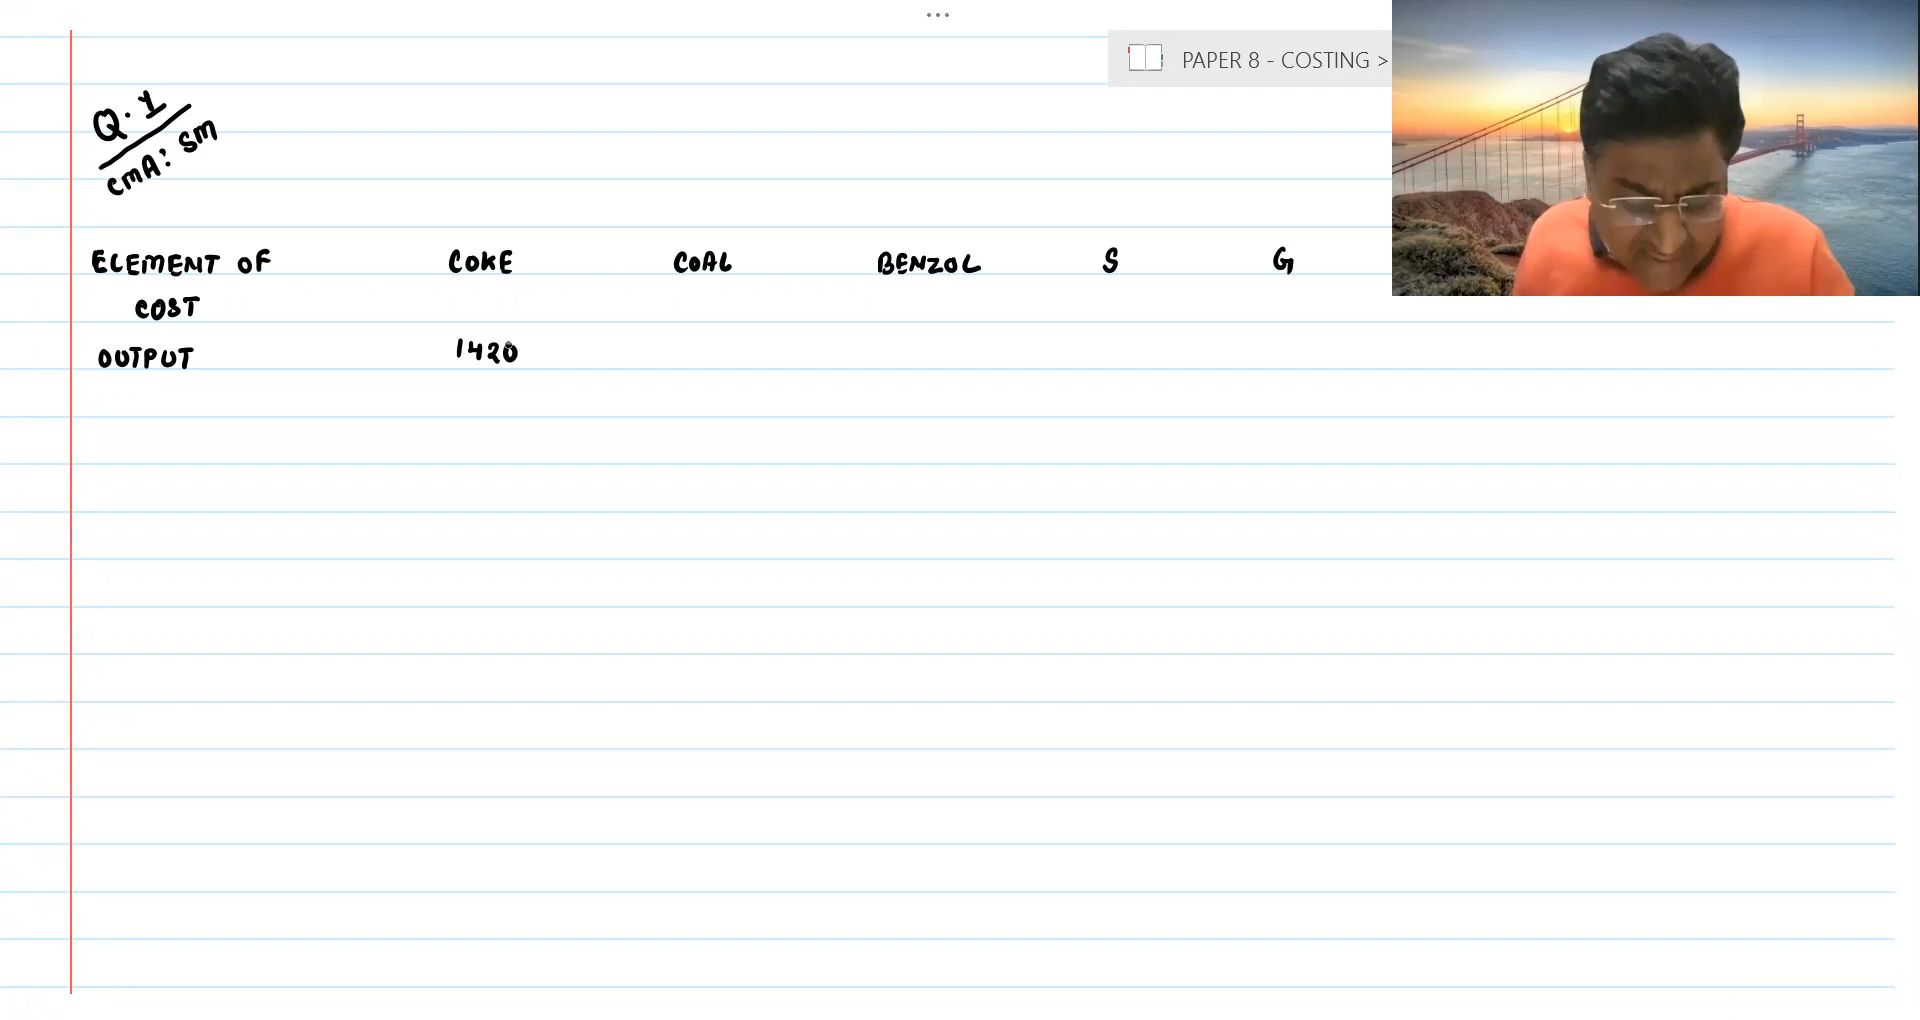 PAPER 8 - COSTING >
Q.1
CMA: SM
ELEMENT OF COKE COAL BENZOL S G
COST
OUTPUT 1420